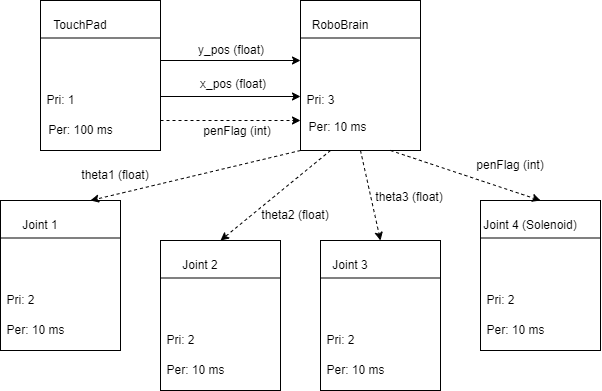 TouchPad
RoboBrain
y_pos (float)
x_pos (float)
Pri: 1
Pri: 3
Per: 100 ms
penFlag (int)
Per: 10 ms
theta1 (float)
penFlag (int)
theta2 (float)
theta3 (float)
Joint 1
Joint 2
Joint 3
Joint 4 (Solenoid)
Pri: 2
Per: 10 ms
Pri: 2
Per: 10 ms
Pri: 2
Per: 10 ms
Pri: 2
Per: 10 ms